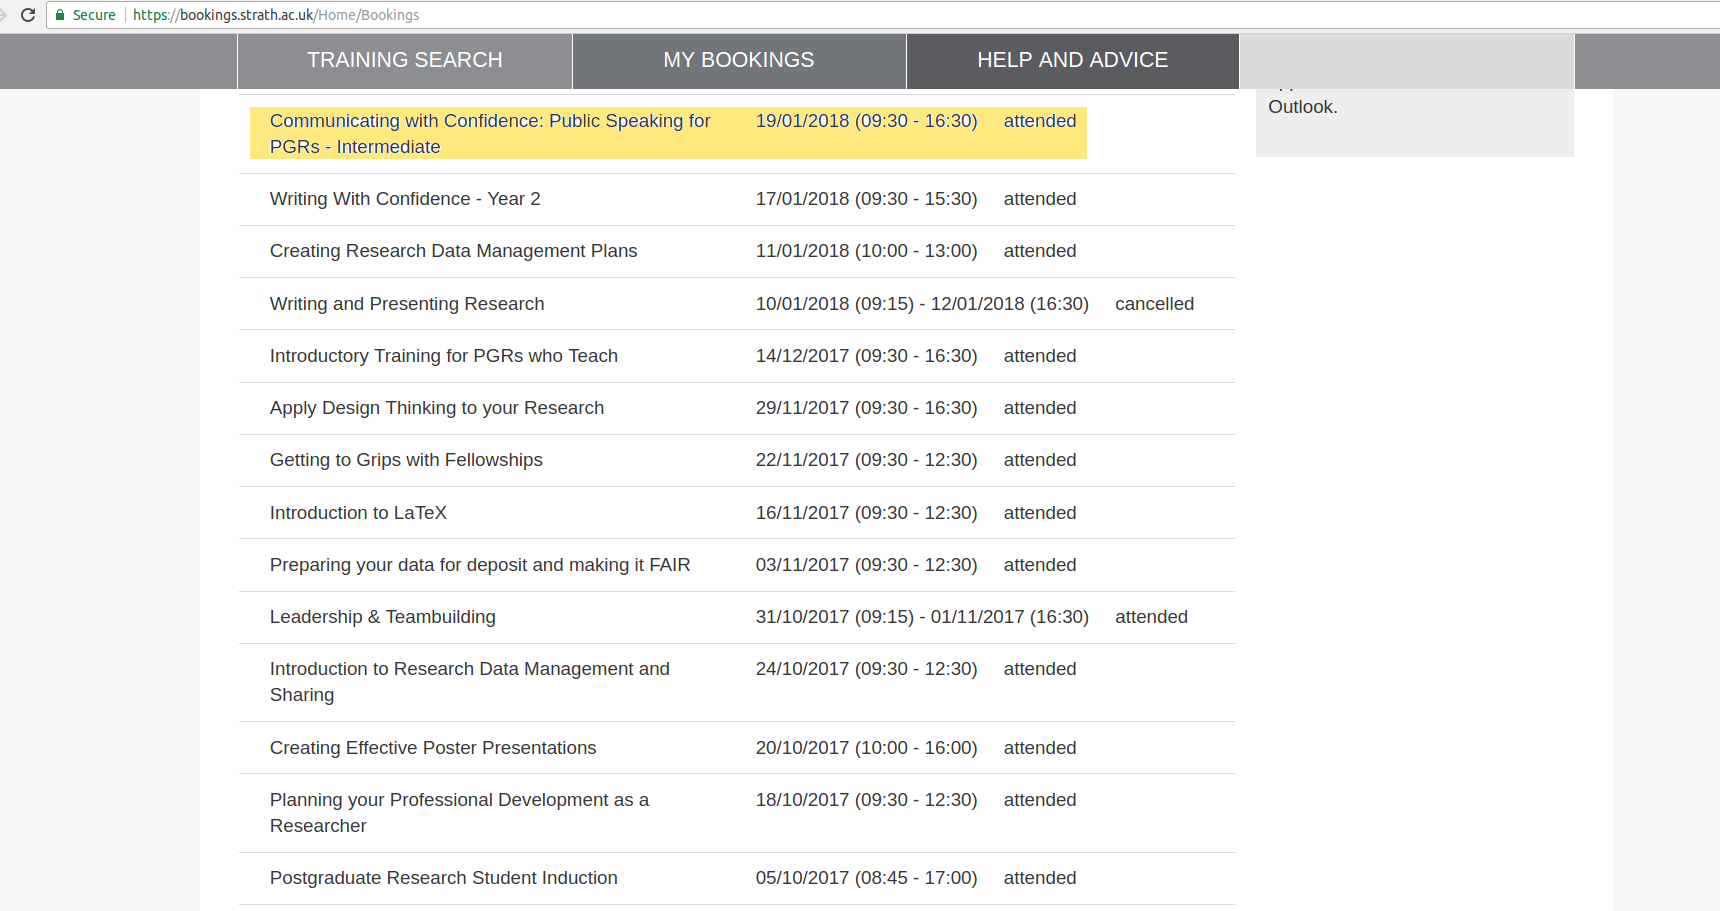 Secure https://bookings.strath.ac.uk/Home/Bookings
TRAINING SEARCH MY BOOKINGS HELP AND ADVICE
Outlook.
Communicating with Confidence: Public Speaking for 19/01/2018 (09:30 - 16:30) attended
PGRs - Intermediate
Writing With Confidence - Year 2 17/01/2018 (09:30 - 15:30) attended
Creating Research Data Management Plans 11/01/2018 (10:00 - 13:00) attended
Writing and Presenting Research 10/01/2018 (09:15) - 12/01/2018 (16:30) cancelled
Introductory Training for PGRs who Teach 14/12/2017 (09:30 - 16:30) attended
Apply Design Thinking to your Research 29/11/2017 (09:30 - 16:30) attended
Getting to Grips with Fellowships 22/11/2017 (09:30 - 12:30) attended
Introduction to LaTeX 16/11/2017 (09:30 - 12:30) attended
Preparing your data for deposit and making it FAIR 03/11/2017 (09:30 - 12:30) attended
Leadership & Teambuilding 31/10/2017 (09:15) - 01/11/2017 (16:30) attended
Introduction to Research Data Management and 24/10/2017 (09:30 - 12:30) attended
Sharing
Creating Effective Poster Presentations 20/10/2017 (10:00 - 16:00) attended
Planning your Professional Development as a 18/10/2017 (09:30 - 12:30) attended
Researcher
Postgraduate Research Student Induction 05/10/2017 (08:45 - 17:00) attended